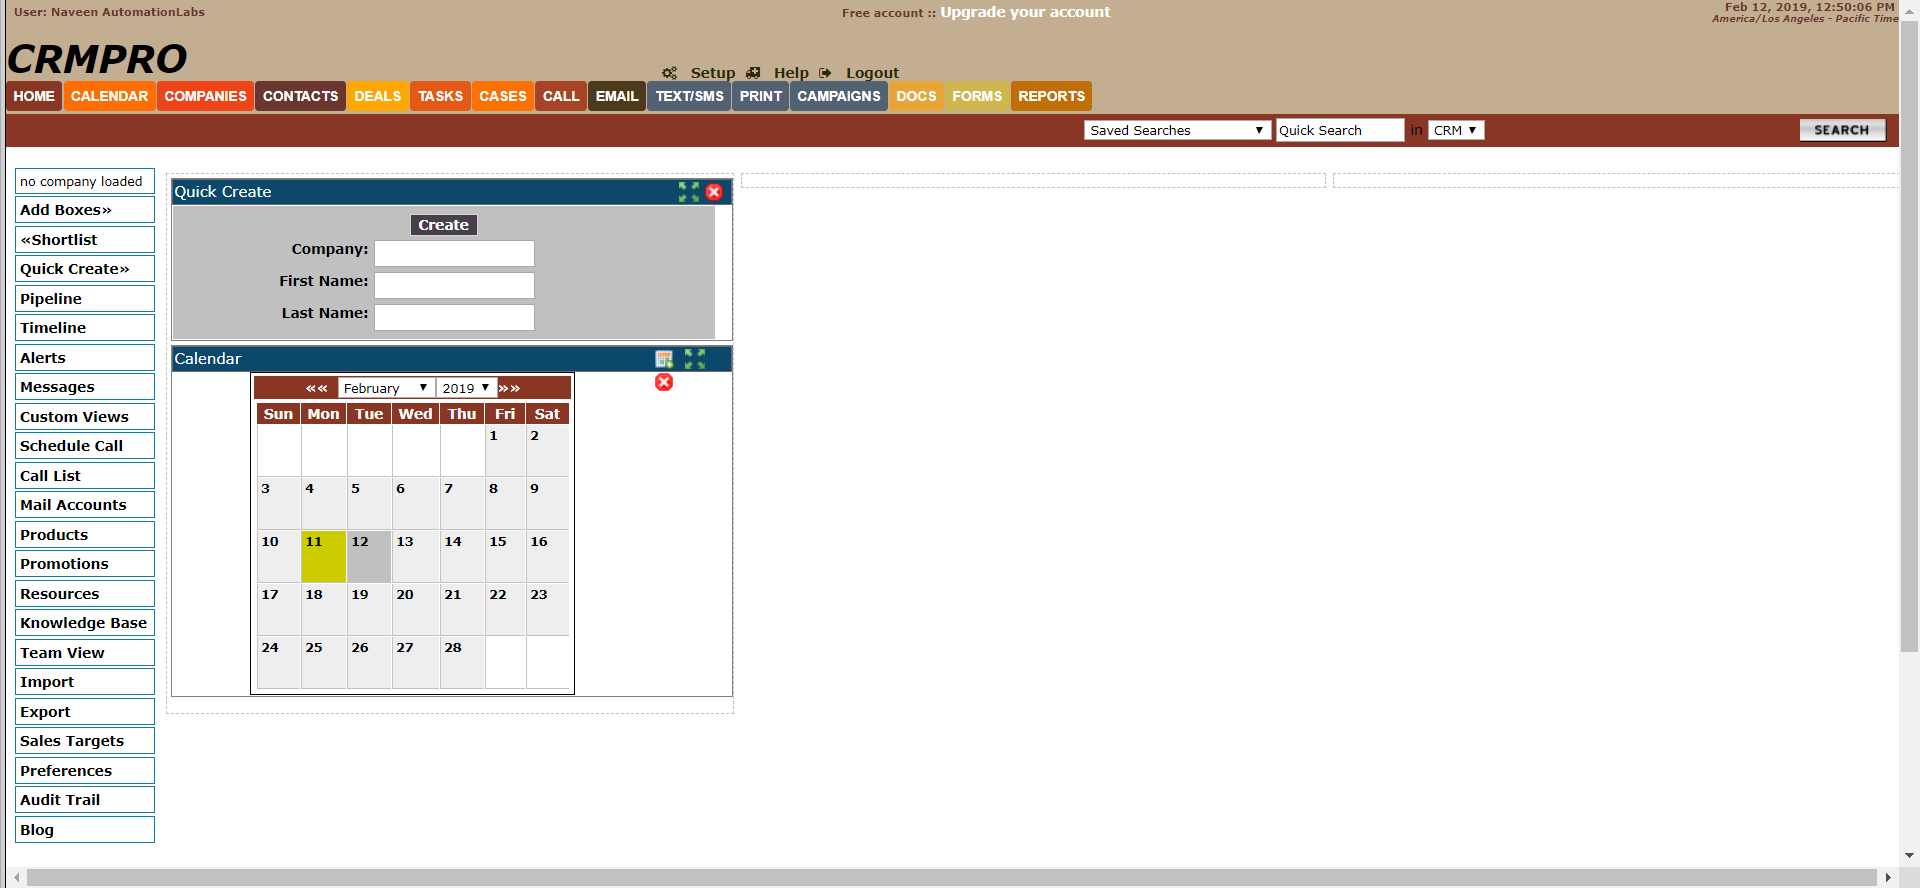 User: Naveen AutomationLabs
Free account :: Upgrade your account
Feb 12, 2019, 12:50:06 PM
America/Los Angeles - Pacific Time
CRMPRO
Setup Help Logout
HOME CALENDAR COMPANIES CONTACTS DEALS TASKS CASES CALL EMAIL TEXT/SMS PRINT CAMPAIGNS DOCS FORMS REPORTS
Saved Searches Quick Search in CRM SEARCH
no company loaded
Add Boxes»
«Shortlist
Quick Create»
Pipeline
Timeline
Alerts
Messages
Custom Views
Schedule Call
Call List
Mail Accounts
Products
Promotions
Resources
Knowledge Base
Team View
Import
Export
Sales Targets
Preferences
Audit Trail
Blog
Quick Create
Create
Company:
First Name:
Last Name:
Calendar
«« February 2019 »»
Sun Mon Tue Wed Thu Fri Sat
1 2
3 4 5 6 7 8 9
10 11 12 13 14 15 16
17 18 19 20 21 22 23
24 25 26 27 28